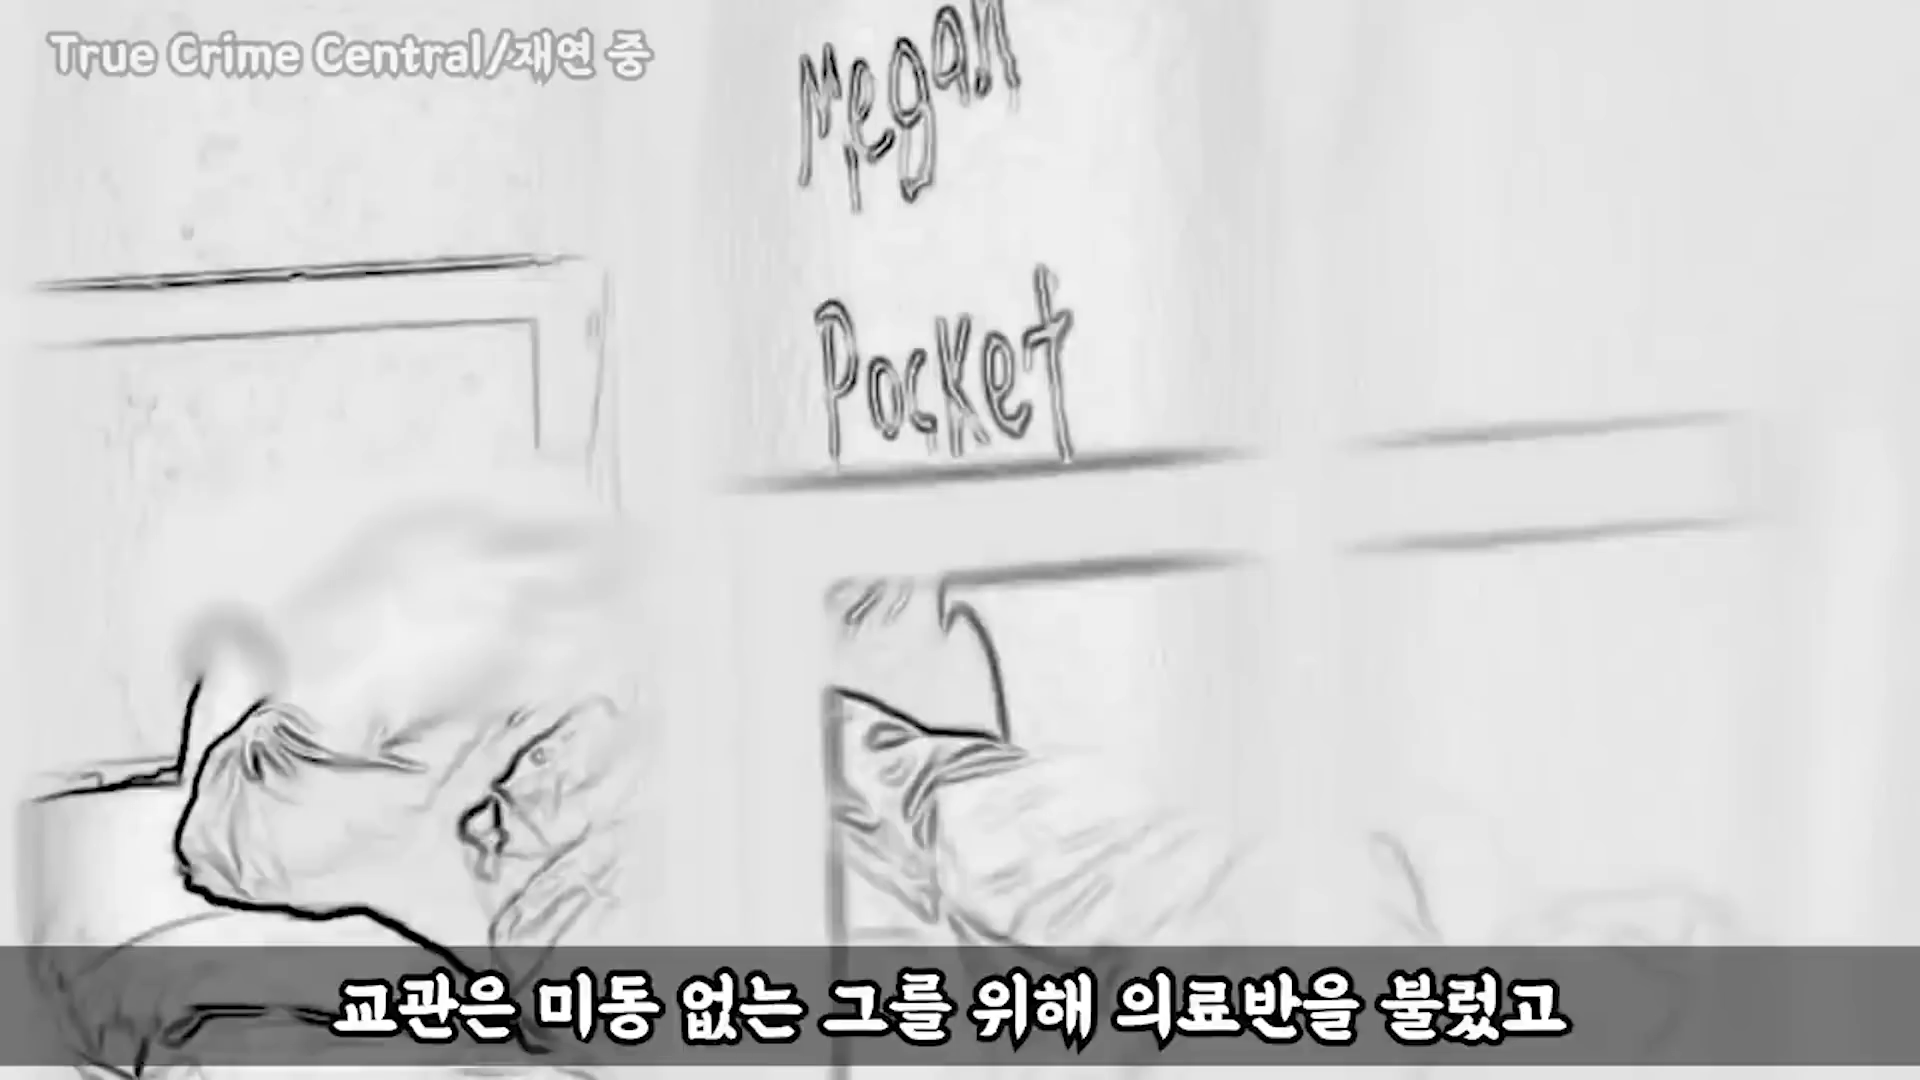 True Crime Central/재연 중
Megan
Pocket
교관은 미동 없는 그를 위해 의료반을 불렀고